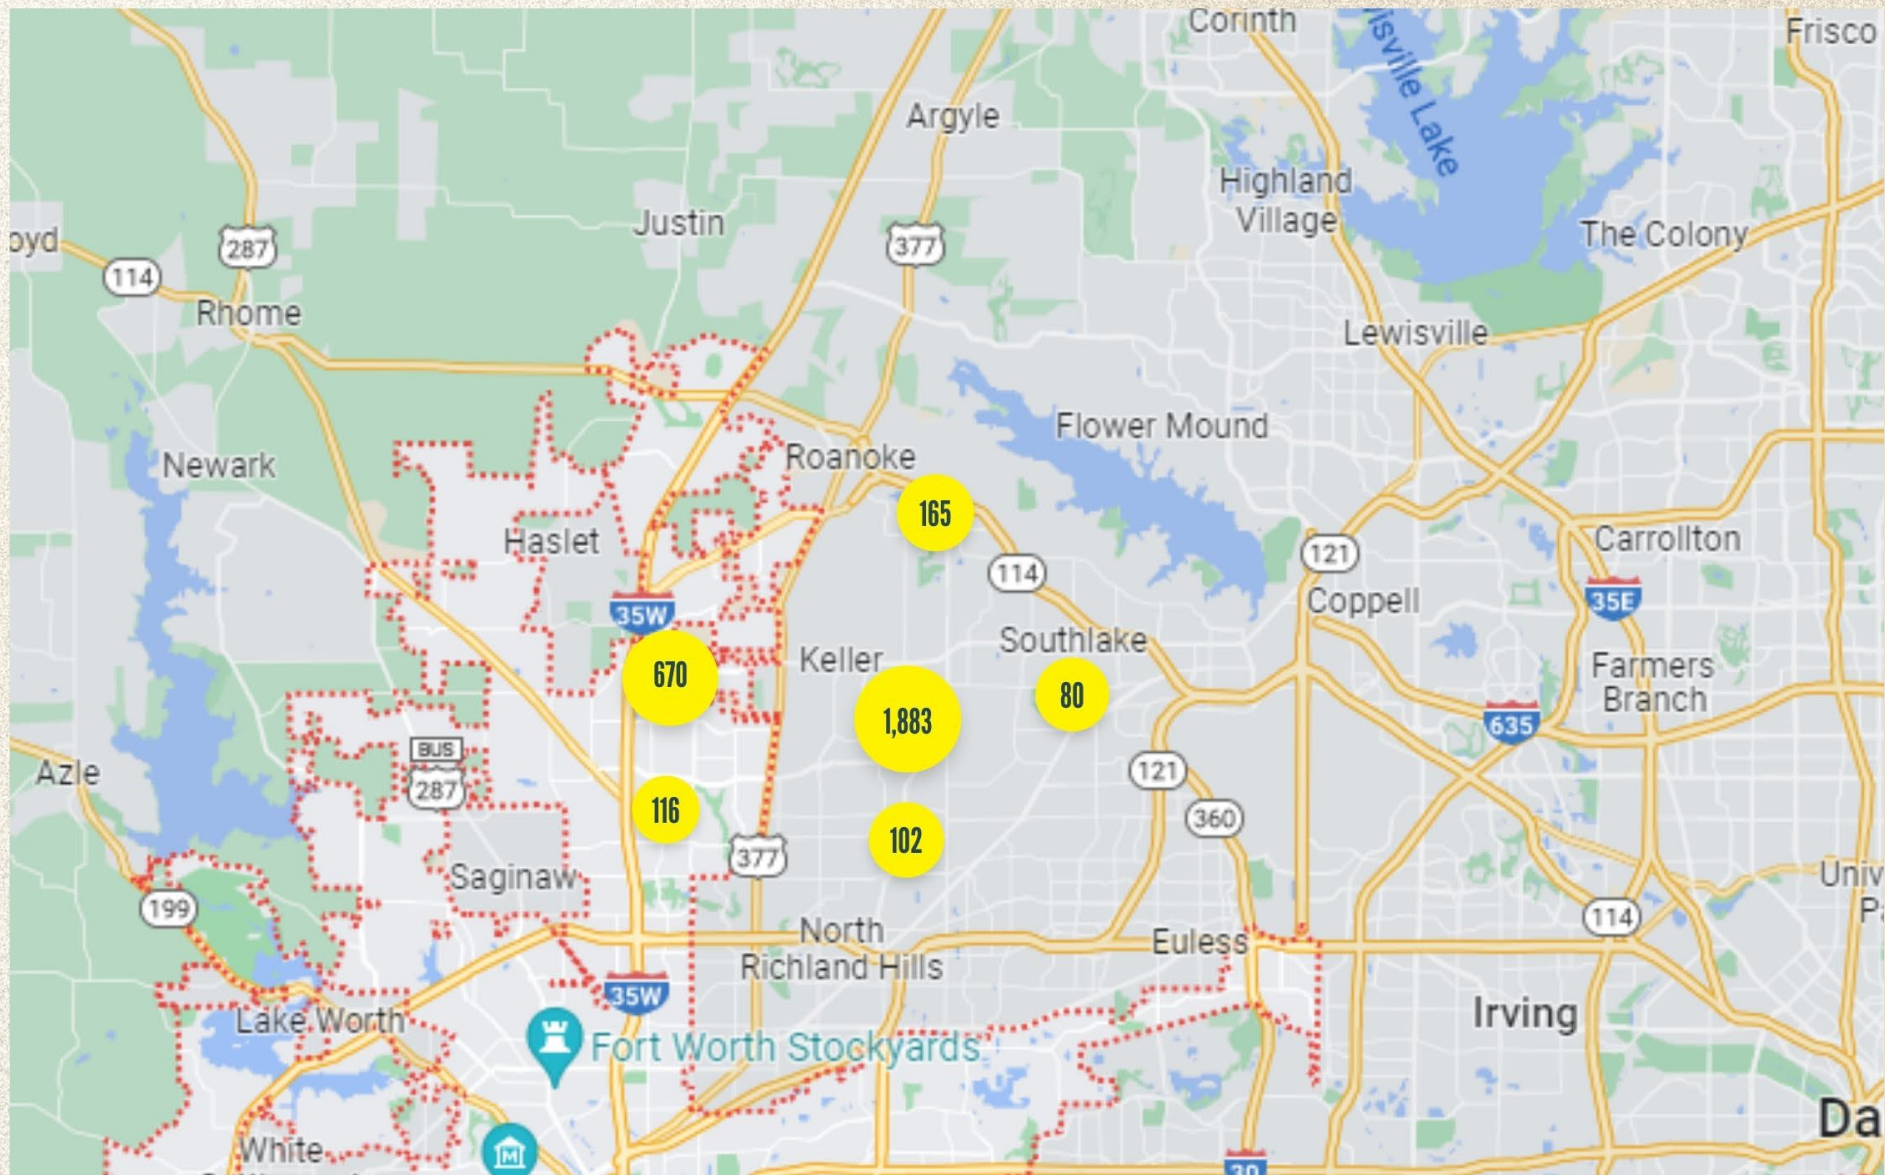 Corinth
Frisco
isville Lake
Argyle
Highland
Village
Justin
377
The Colony
oyd
287
114
Rhome
Lewisville
Flower Mound
Roanoke
Newark
165
Haslet
Carrollton
121
114
35W
Coppell
35E
Southlake
Keller
670
80
Farmers
Branch
1,883
635
BUS
287
Azle
121
116
360
102
377
Saginaw
Univ
P
199
114
North
Richland Hills
Euless
35W
Lake Worth
Irving
Fort Worth Stockyards
Da
White
M
30